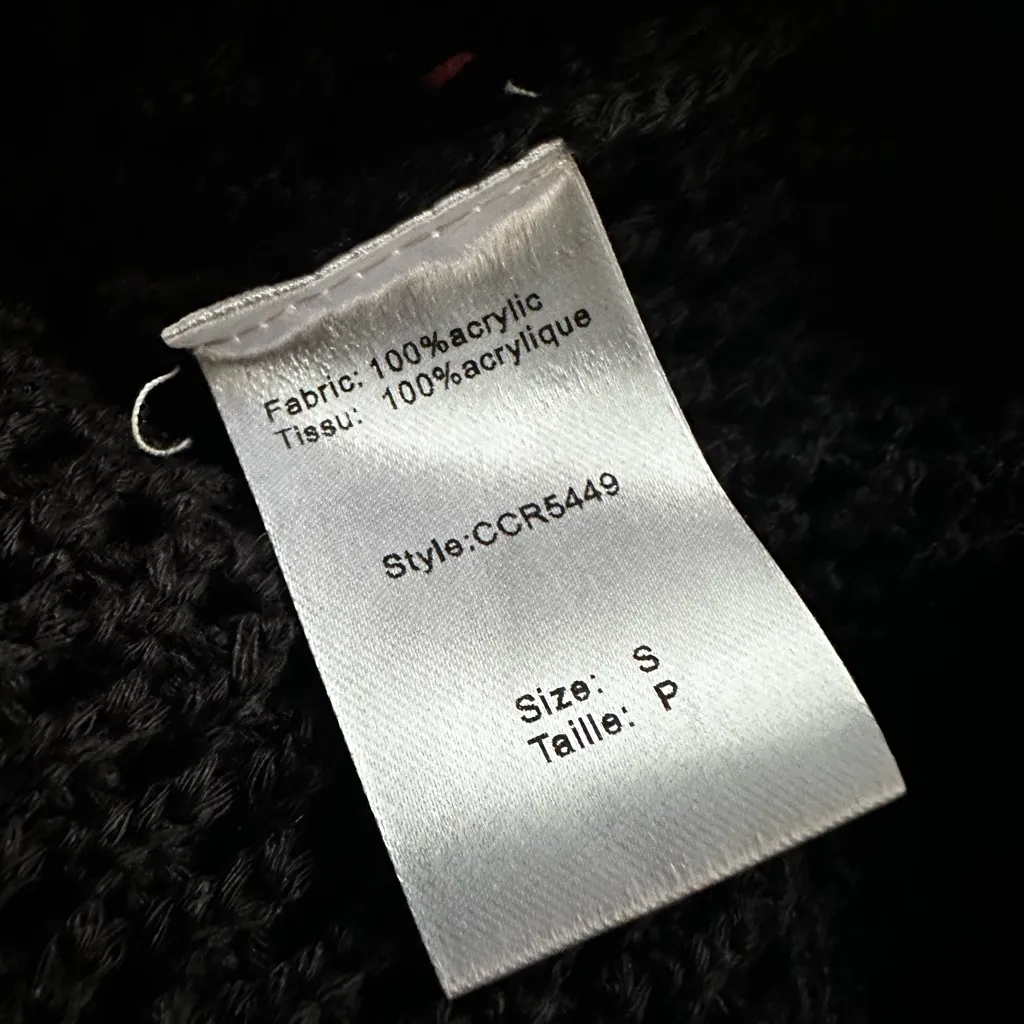 Fabric: 100%acrylic
Tissu: 100%acrylique
Style:CCR5449
Size: S
Taille: P